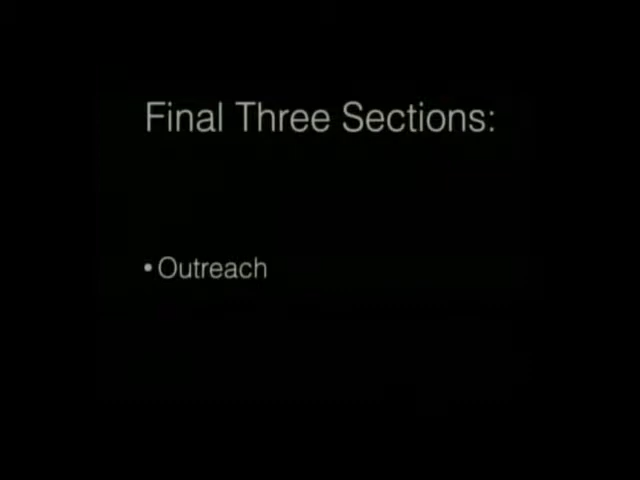 Final Three Sections:
• Outreach